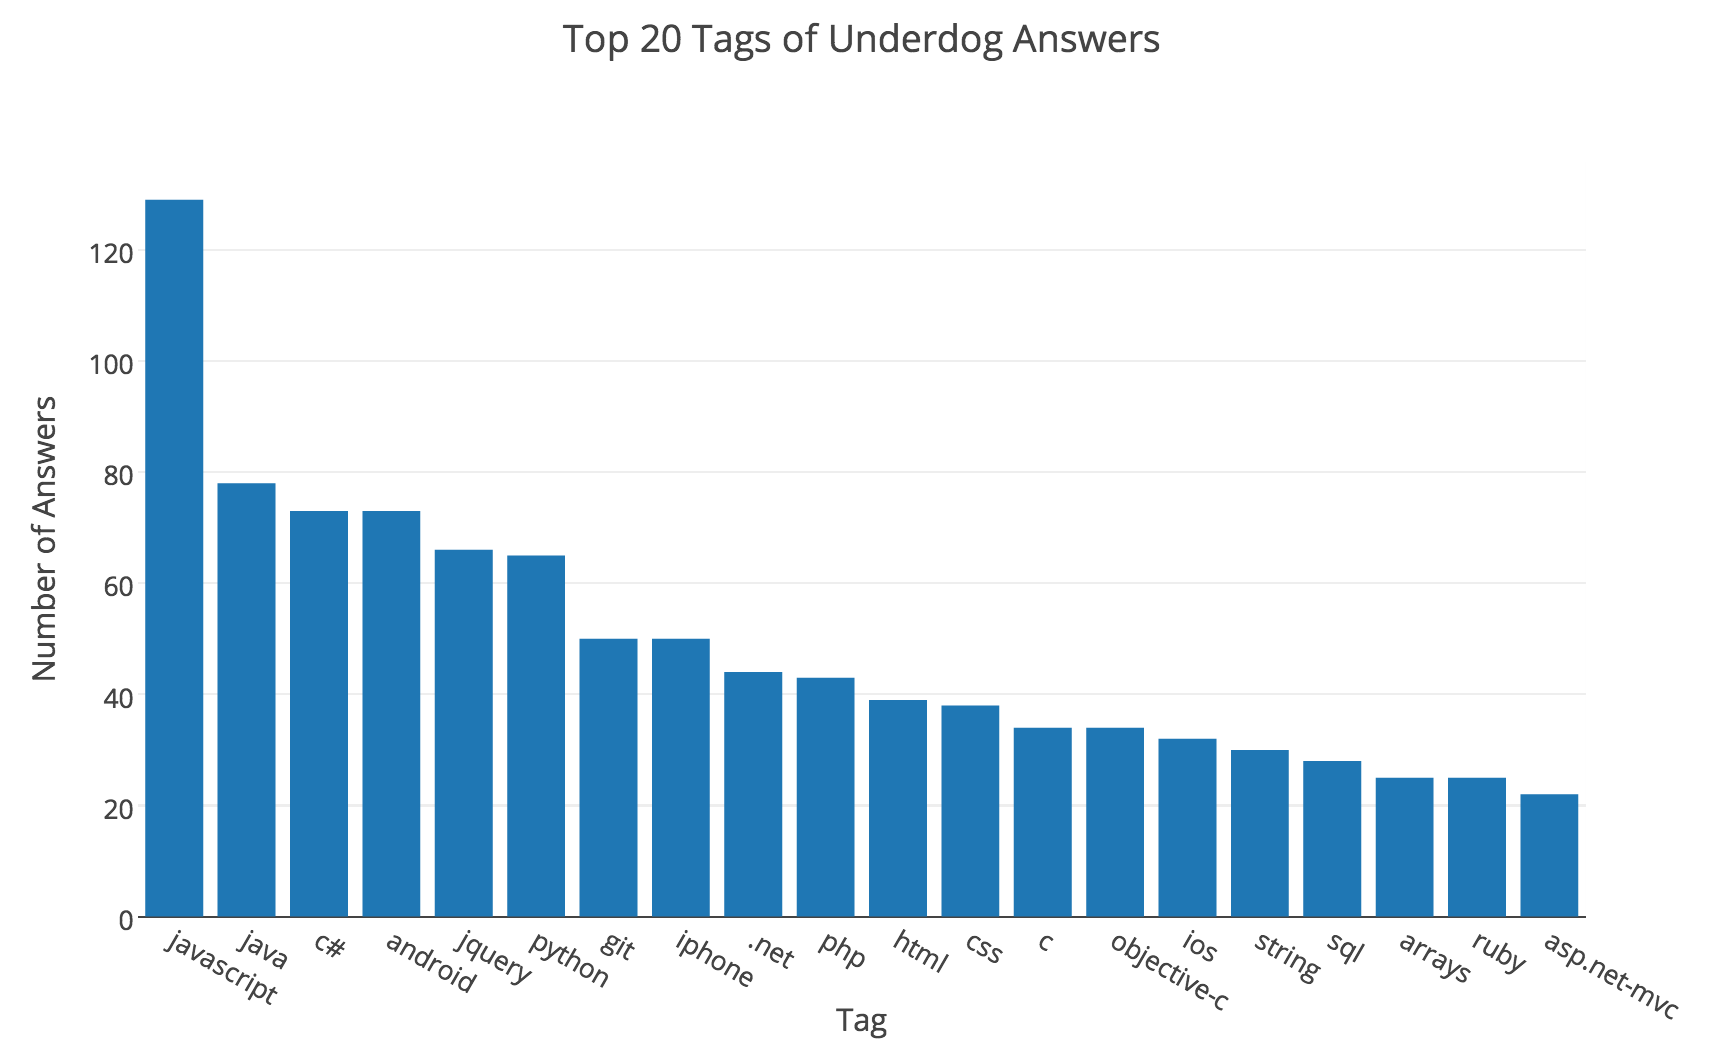 Top 20 Tags of Underdog Answers
Number of Answers
120
100
80
60
40
20
0
javascript
java
c#
android
jquery
python
git
iphone
.net
php
html
css
c
objective-c
ios
string
sql
arrays
ruby
asp.net-mvc
Tag